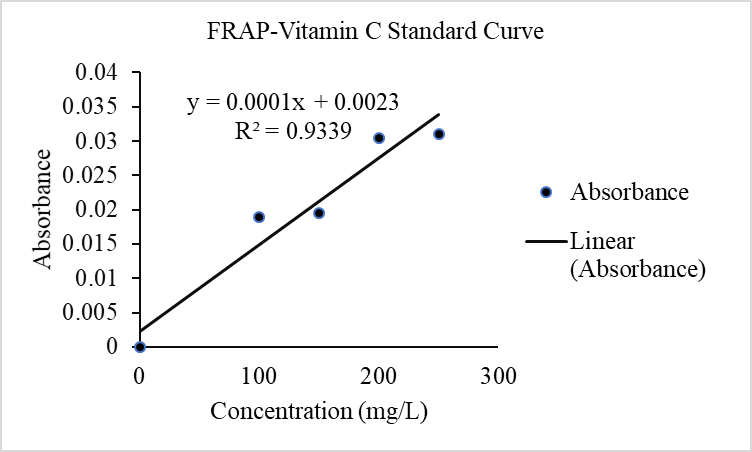 FRAP-Vitamin C Standard Curve
0.04
0.035
0.03
0.025
0.02
0.015
0.01
0.005
0
Absorbance
y = 0.0001x + 0.0023
R² = 0.9339
0 100 200 300
Concentration (mg/L)
Absorbance
Linear
(Absorbance)